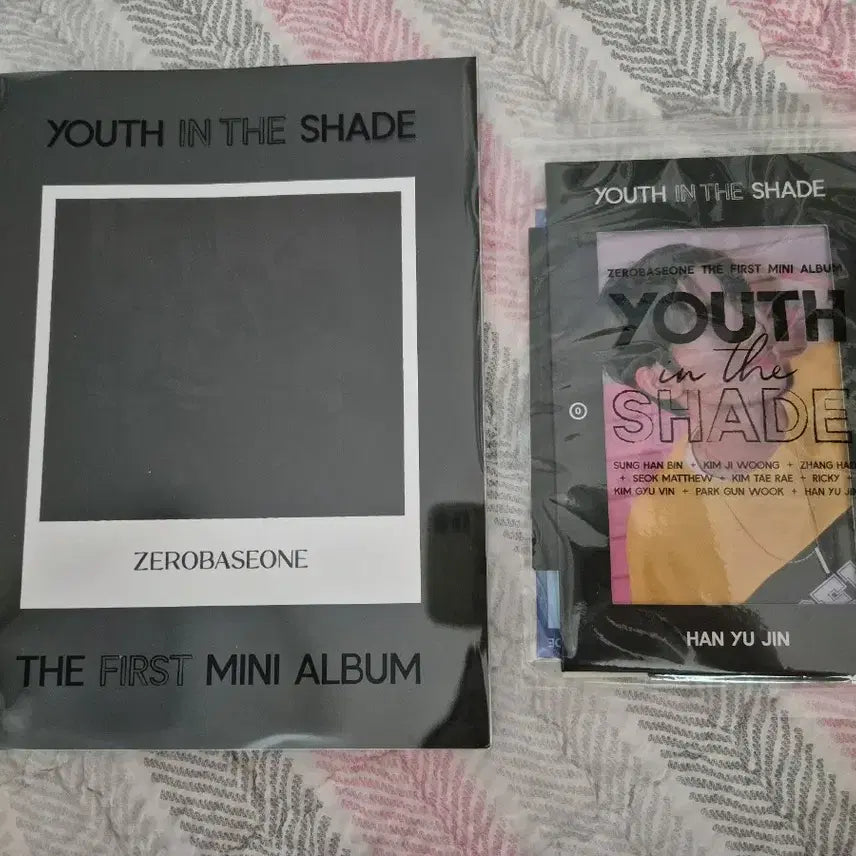 YOUTH IN THE SHADE
ZEROBASEONE
THE FIRST MINI ALBUM
YOUTH IN THE SHADE
ZEROBASEONE THE FIRST MINI ALBUM
YOUTH
in the
SHADE
SUNG HAN BIN + KIM JI WOONG + ZHANG
+ SEOK MATTHEW + KIM TAE RAE + RICKY +
KIM GYU VIN + PARK GUN WOOK + HAN YU
HAN YU JIN